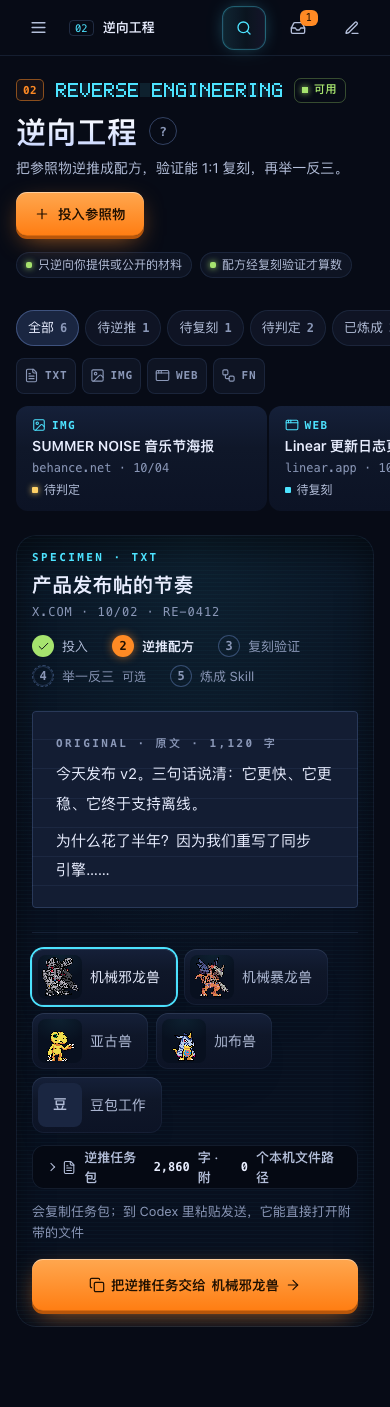 02 逆向工程 1
02 REVERSE ENGINEERING 可用
逆向工程 ?
把参照物逆推成配方，验证能 1:1 复刻，再举一反三。
+ 投入参照物
只逆向你提供或公开的材料 配方经复刻验证才算数
全部 6 待逆推 1 待复刻 1 待判定 2 已炼成
TXT IMG WEB FN
IMG
SUMMER NOISE 音乐节海报
behance.net · 10/04
待判定
WEB
Linear 更新日志
linear.app · 10
待复刻
SPECIMEN · TXT
产品发布帖的节奏
X.COM · 10/02 · RE-0412
投入 2 逆推配方 3 复刻验证
4 举一反三 可选 5 炼成 Skill
ORIGINAL · 原文 · 1,120 字
今天发布 v2。三句话说清：它更快、它更
稳、它终于支持离线。
为什么花了半年？因为我们重写了同步
引擎……
机械邪龙兽 机械暴龙兽
亚古兽 加布兽
豆 豆包工作
逆推任务包 2,860 字 · 附 0 个本机文件路径
会复制任务包；到 Codex 里粘贴发送，它能直接打开附
带的文件
把逆推任务交给 机械邪龙兽 →